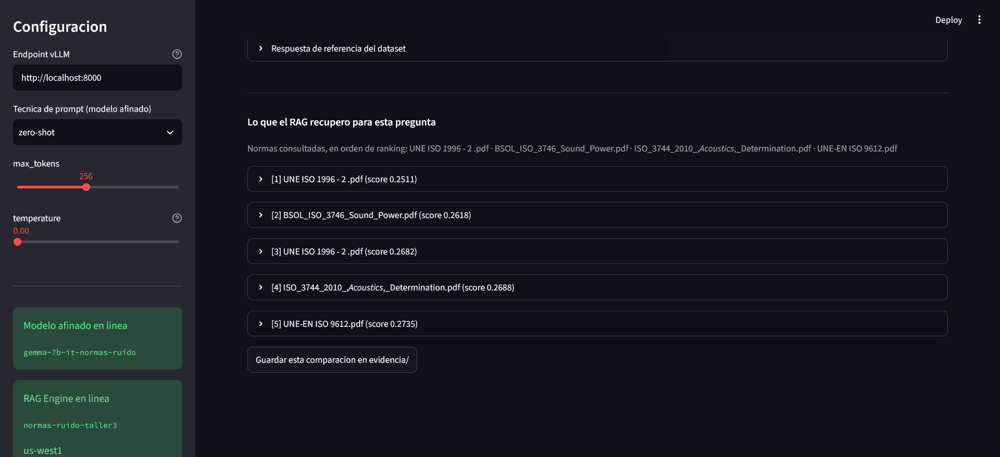 Configuracion
Endpoint vLLM
http://localhost:8000
Tecnica de prompt (modelo afinado)
zero-shot
max_tokens
256
temperature
0.00
Modelo afinado en linea
gemma-7b-it-normas-ruido
RAG Engine en linea
normas-ruido-taller3
us-west1
Deploy
Respuesta de referencia del dataset
Lo que el RAG recupero para esta pregunta
Normas consultadas, en orden de ranking: UNE ISO 1996 - 2 .pdf · BSOL_ISO_3746_Sound_Power.pdf · ISO_3744_2010_,Acoustics,_Determination.pdf · UNE-EN ISO 9612.pdf
[1] UNE ISO 1996 - 2 .pdf (score 0.2511)
[2] BSOL_ISO_3746_Sound_Power.pdf (score 0.2618)
[3] UNE ISO 1996 - 2 .pdf (score 0.2682)
[4] ISO_3744_2010_,Acoustics,_Determination.pdf (score 0.2688)
[5] UNE-EN ISO 9612.pdf (score 0.2735)
Guardar esta comparacion en evidencia/